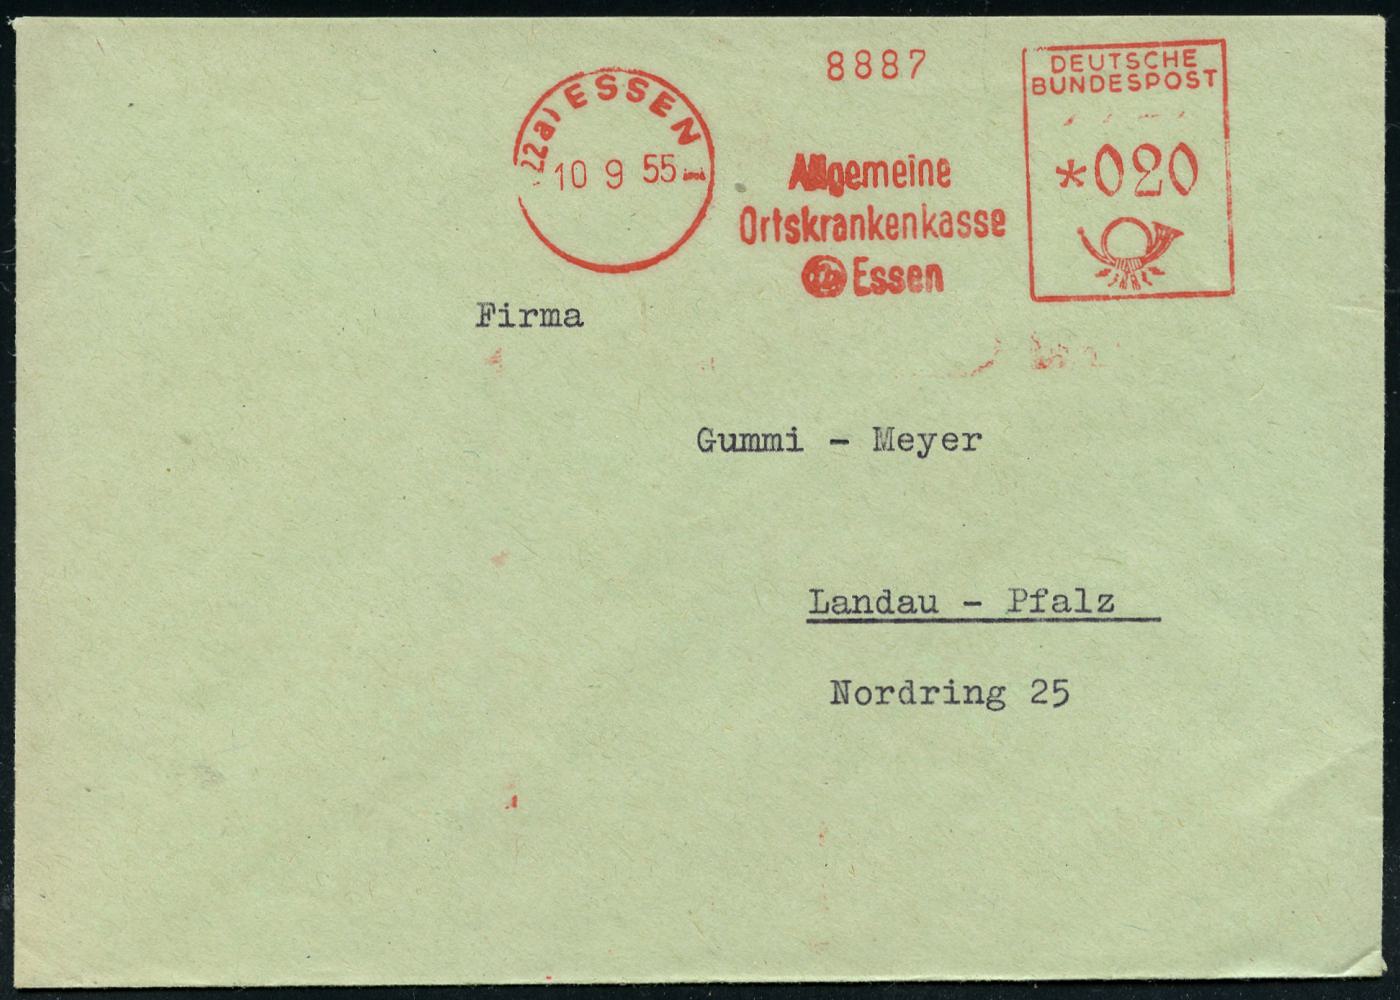 (22a) ESSEN
10 9 55
8887
Allgemeine
Ortskrankenkasse
Essen
DEUTSCHE
BUNDESPOST
*020
Firma
Gummi - Meyer
Landau - Pfalz
Nordring 25